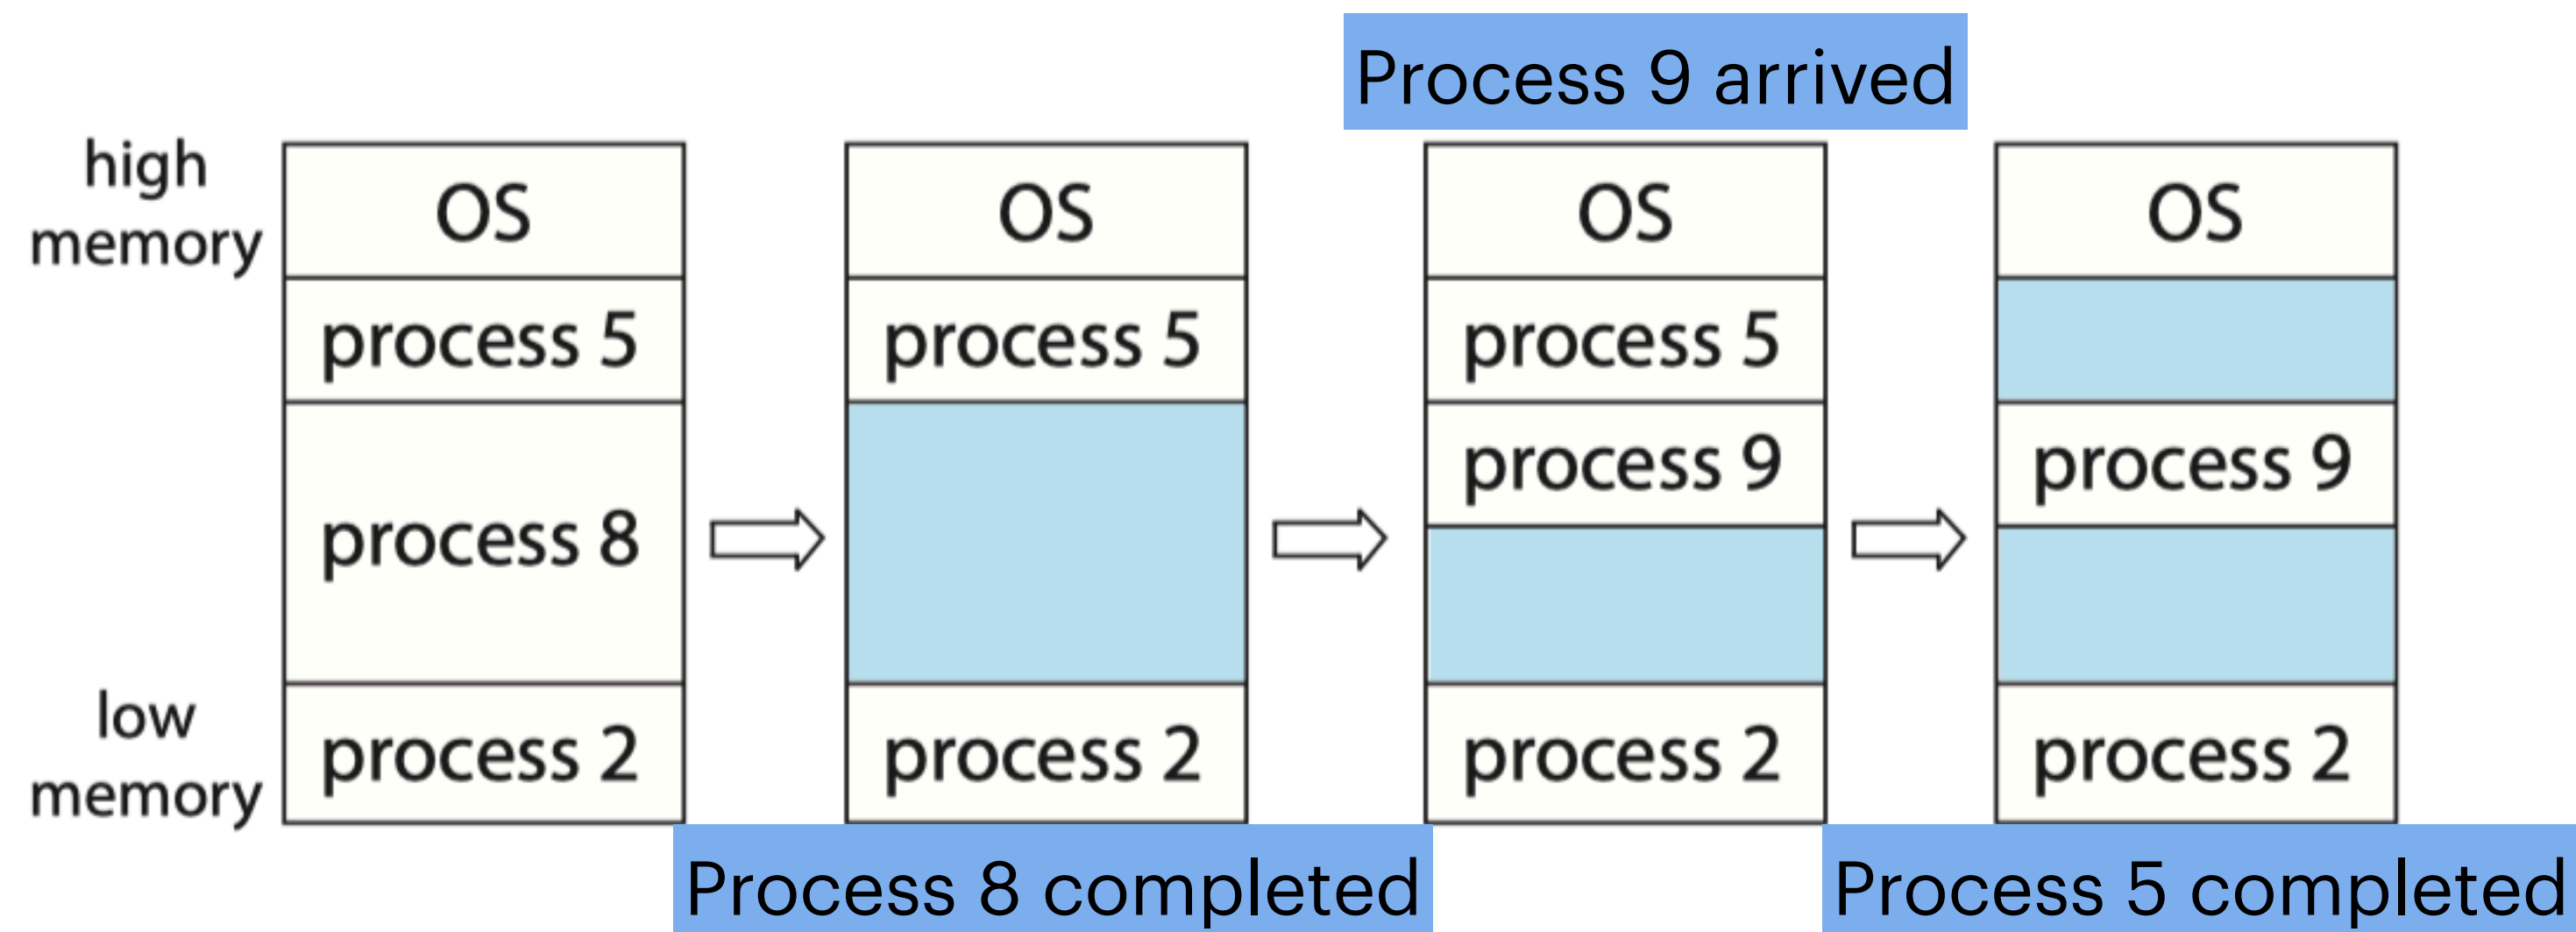 Process 9 arrived
high
memory
OS
process 5
process 8
process 2
low
memory
OS
process 5
process 2
OS
process 5
process 9
process 2
OS
process 9
process 2
Process 8 completed
Process 5 completed